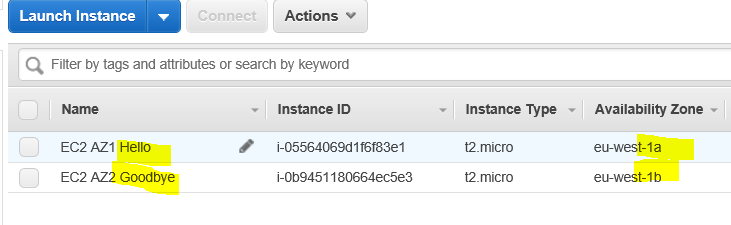 Launch Instance Connect Actions
Filter by tags and attributes or search by keyword
Name Instance ID Instance Type Availability Zone
EC2 AZ1 Hello i-05564069d1f6f83e1 t2.micro eu-west-1a
EC2 AZ2 Goodbye i-0b9451180664ec5e3 t2.micro eu-west-1b